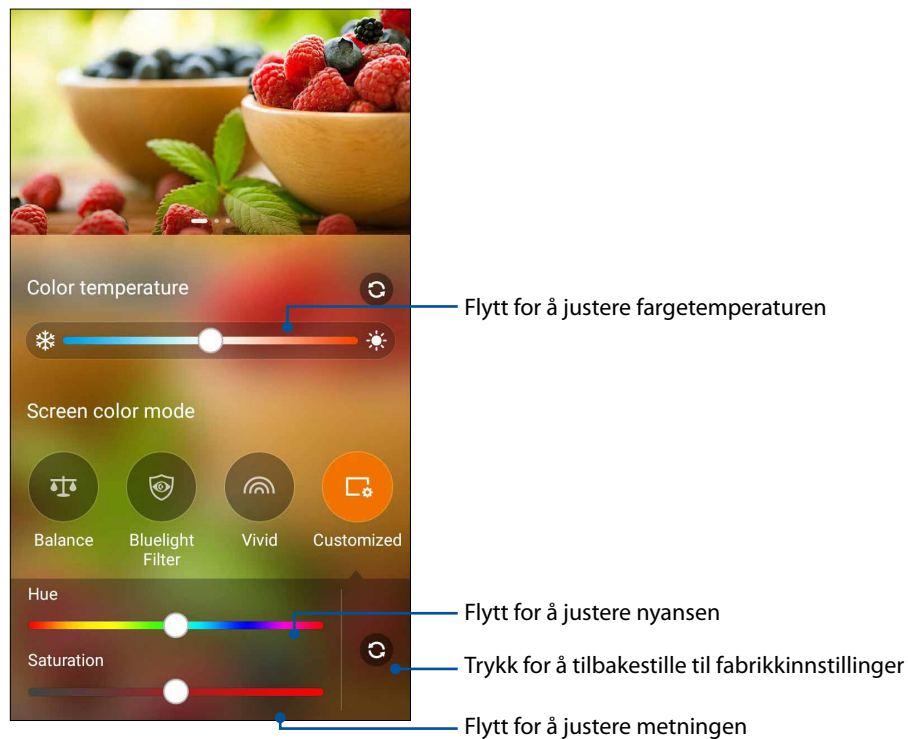 Color temperature
Flytt for å justere fargetemperaturen
Screen color mode
Balance
Bluelight
Filter
Vivid
Customized
Hue
Flytt for å justere nyansen
Saturation
Trykk for å tilbakestille til fabrikkinnstillinger
Flytt for å justere metningen